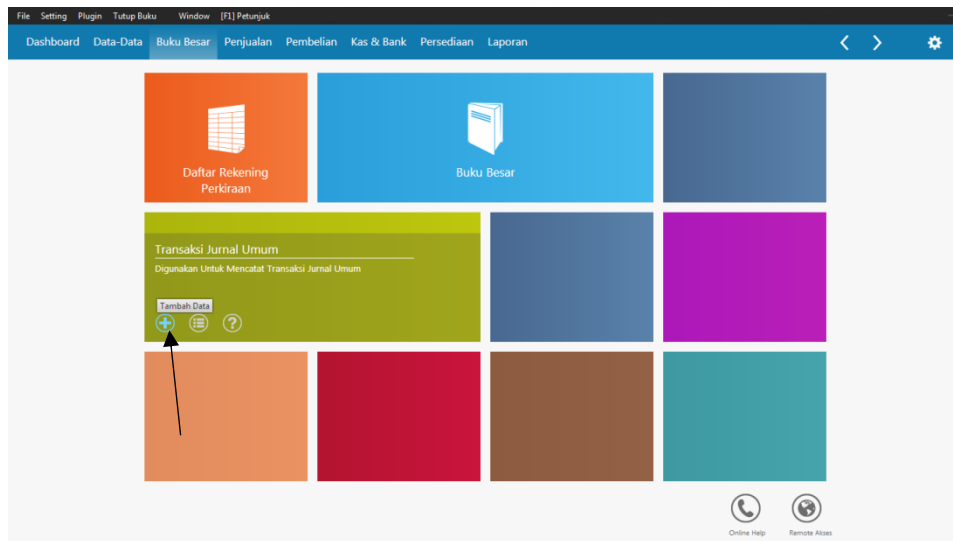 File Setting Plugin Tutup Buku Window [F1] Petunjuk
Dashboard Data-Data Buku Besar Penjualan Pembelian Kas & Bank Persediaan Laporan
Daftar Rekening
Perkiraan
Buku Besar
Transaksi Jurnal Umum
Digunakan Untuk Mencatat Transaksi Jurnal Umum
Tambah Data
Online Help Remote Akses